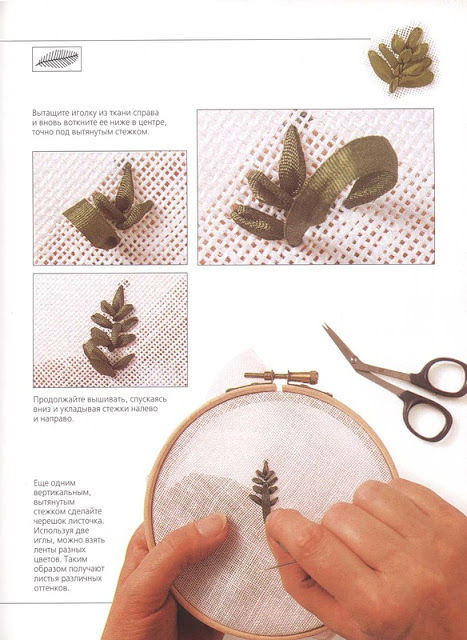 Вытащите иголку из ткани справа
и вновь воткните ее ниже в центре,
точно под вытянутым стежком.
Продолжайте вышивать, спускаясь
вниз и укладывая стежки налево
и направо.
Еще одним
вертикальным,
вытянутым
стежком сделайте
черешок листочка.
Используя две
иглы, можно взять
ленты разных
цветов. Таким
образом получают
листья различных
оттенков.